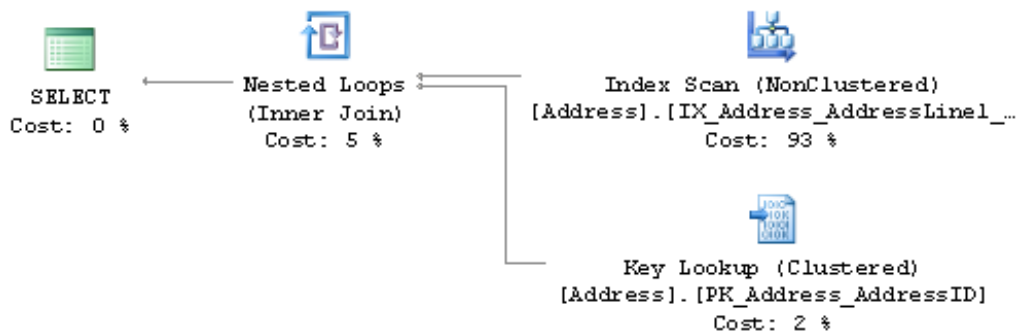 SELECT
Cost: 0 %
Nested Loops
(Inner Join)
Cost: 5 %
Index Scan (NonClustered)
[Address].[IX_Address_AddressLine1_…
Cost: 93 %
Key Lookup (Clustered)
[Address].[PK_Address_AddressID]
Cost: 2 %